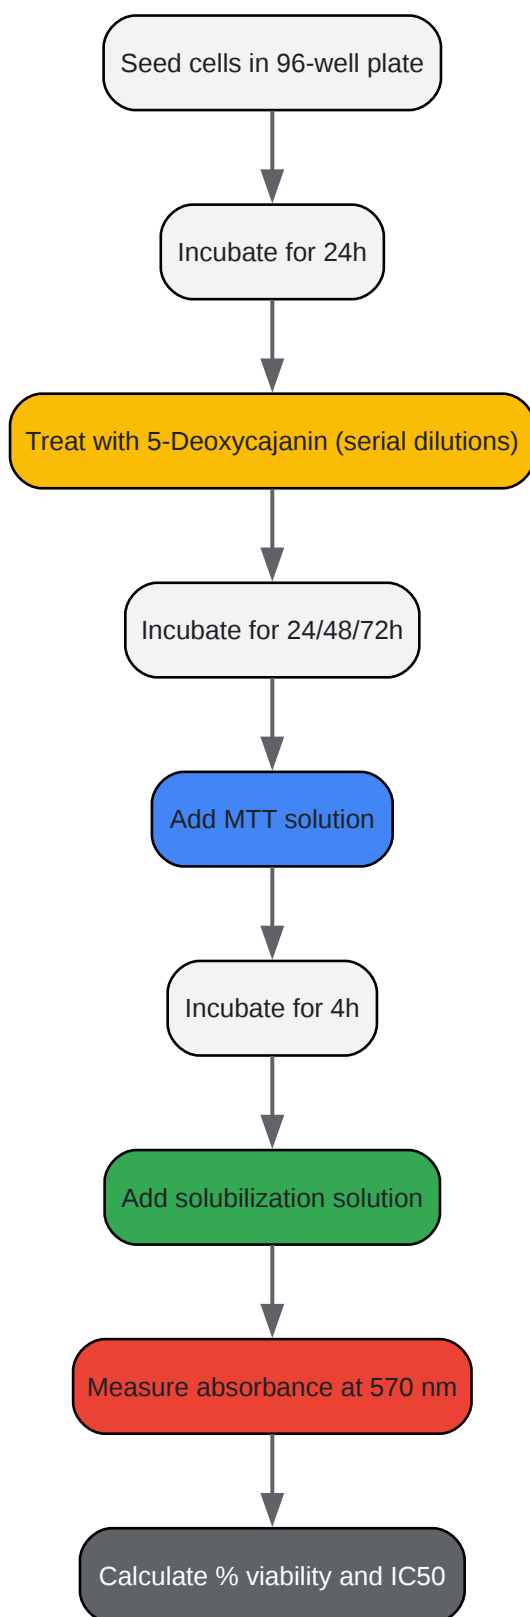 Seed cells in 96-well plate
Incubate for 24h
Treat with 5-Deoxycajanin (serial dilutions)
Incubate for 24/48/72h
Add MTT solution
Incubate for 4h
Add solubilization solution
Measure absorbance at 570 nm
Calculate % viability and IC50